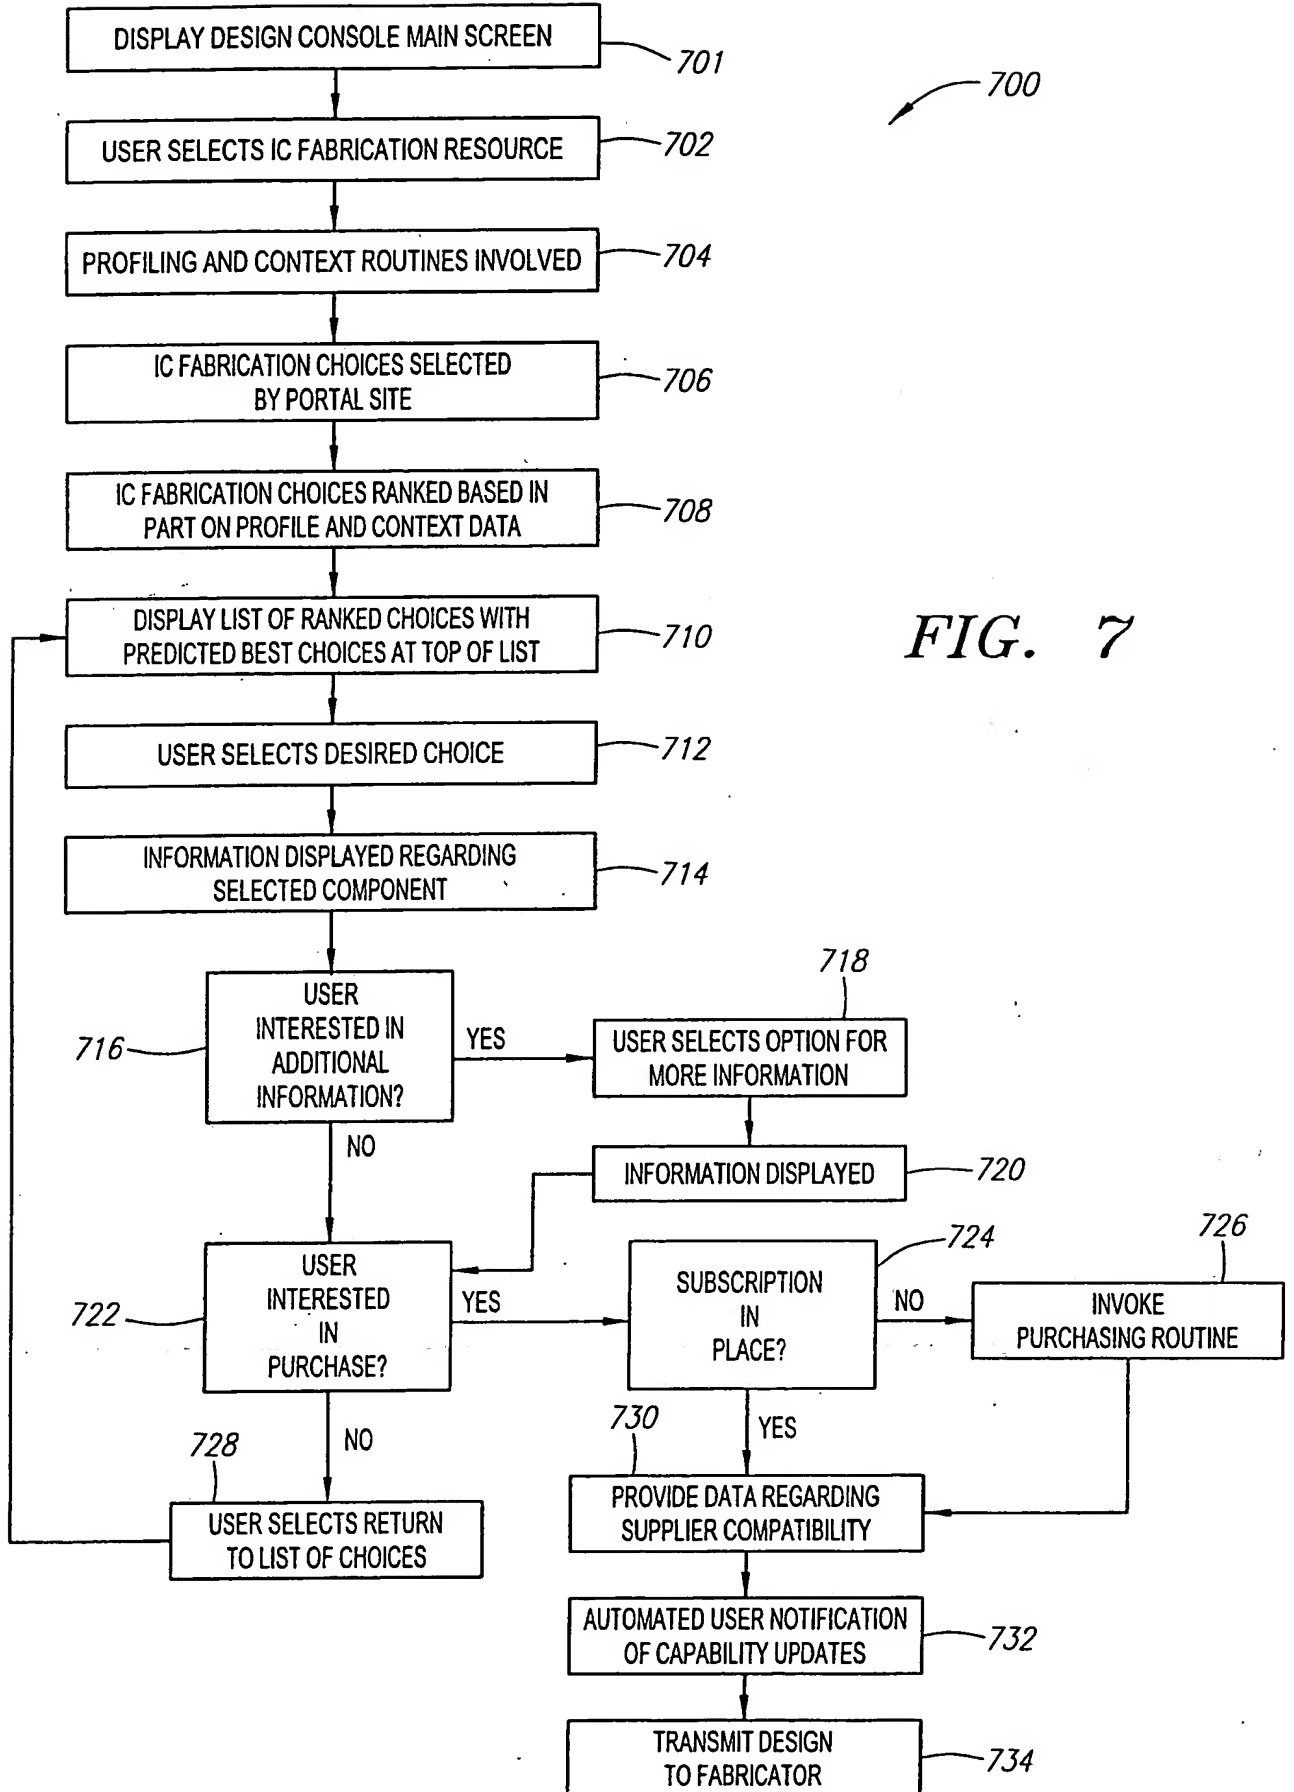 DISPLAY DESIGN CONSOLE MAIN SCREEN
701
700
USER SELECTS IC FABRICATION RESOURCE
702
PROFILING AND CONTEXT ROUTINES INVOLVED
704
IC FABRICATION CHOICES SELECTED
BY PORTAL SITE
706
IC FABRICATION CHOICES RANKED BASED IN
PART ON PROFILE AND CONTEXT DATA
708
DISPLAY LIST OF RANKED CHOICES WITH
PREDICTED BEST CHOICES AT TOP OF LIST
710
FIG. 7
USER SELECTS DESIRED CHOICE
712
INFORMATION DISPLAYED REGARDING
SELECTED COMPONENT
714
USER
INTERESTED IN
ADDITIONAL
INFORMATION?
716
YES
NO
718
USER SELECTS OPTION FOR
MORE INFORMATION
INFORMATION DISPLAYED
720
USER
INTERESTED
IN
PURCHASE?
722
YES
NO
SUBSCRIPTION
IN
PLACE?
724
NO
YES
726
INVOKE
PURCHASING ROUTINE
728
USER SELECTS RETURN
TO LIST OF CHOICES
730
PROVIDE DATA REGARDING
SUPPLIER COMPATIBILITY
AUTOMATED USER NOTIFICATION
OF CAPABILITY UPDATES
732
TRANSMIT DESIGN
TO FABRICATOR
734